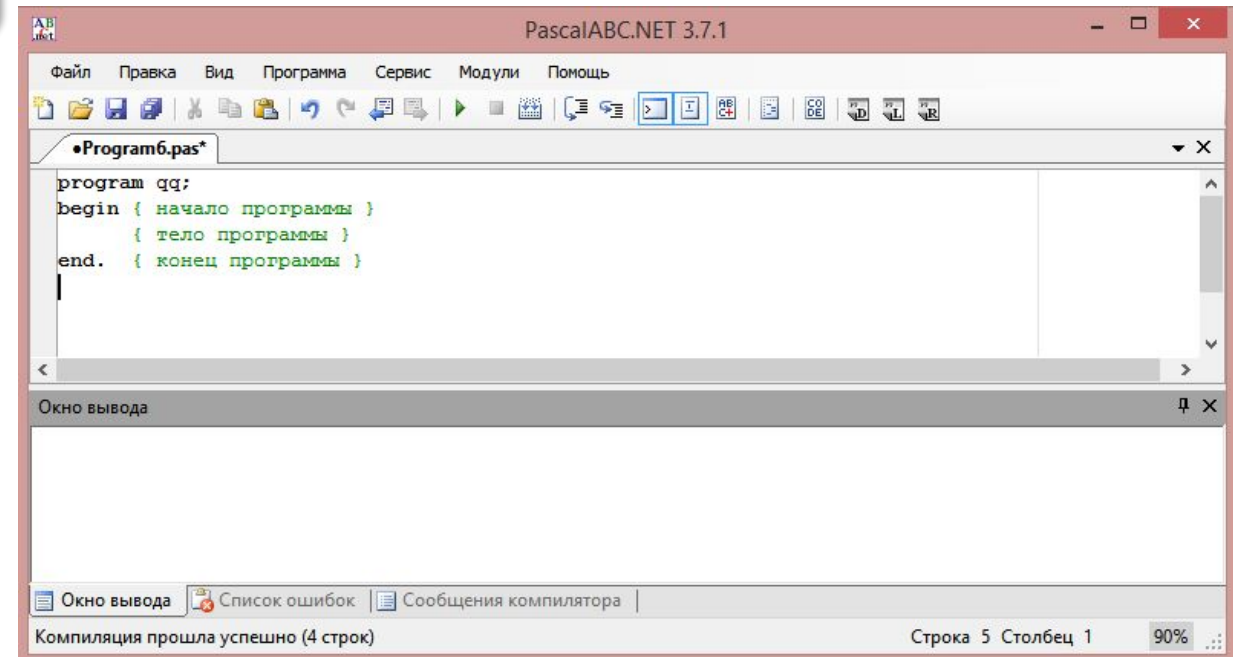 PascalABC.NET 3.7.1
Файл Правка Вид Программа Сервис Модули Помощь
•Program6.pas*
program qq;
begin { начало программы }
{ тело программы }
end. { конец программы }
Окно вывода
Окно вывода Список ошибок Сообщения компилятора
Компиляция прошла успешно (4 строк) Строка 5 Столбец 1 90%